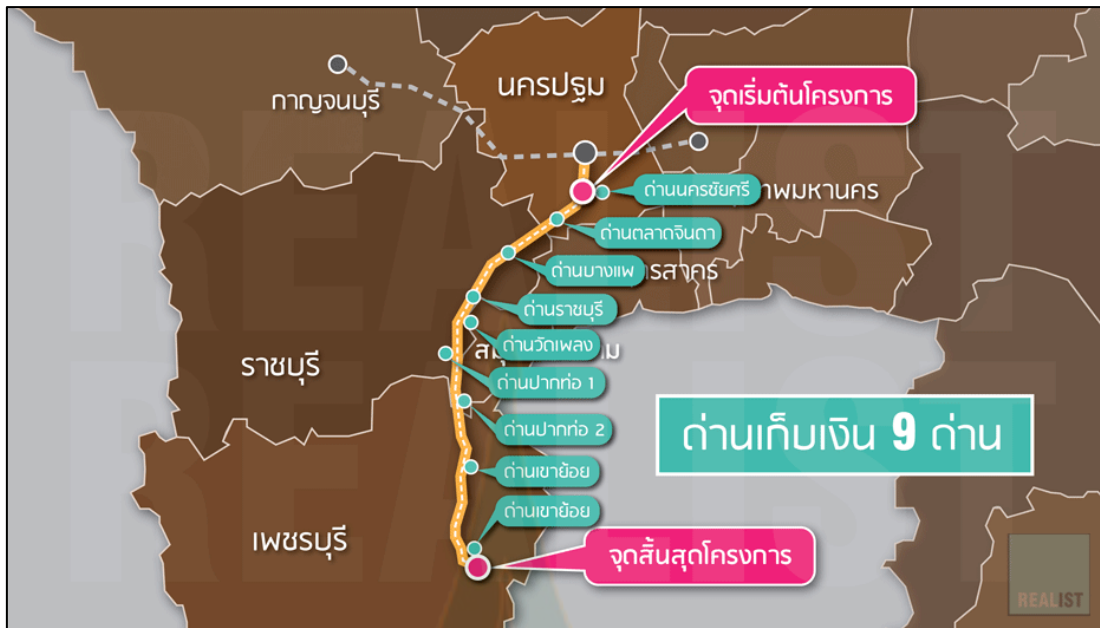 กาญจนบุรี
นครปฐม
จุดเริ่มต้นโครงการ
ด่านนครชัยศรี
ด่านตลาดจินดา
ด่านบางแพ
ด่านราชบุรี
ด่านวัดเพลง
ราชบุรี
ด่านปากท่อ 1
ด่านปากท่อ 2
ด่านเก็บเงิน 9 ด่าน
ด่านเขาย้อย
ด่านเขาย้อย
เพชรบุรี
จุดสิ้นสุดโครงการ
REALIST
REALIST
REALIST